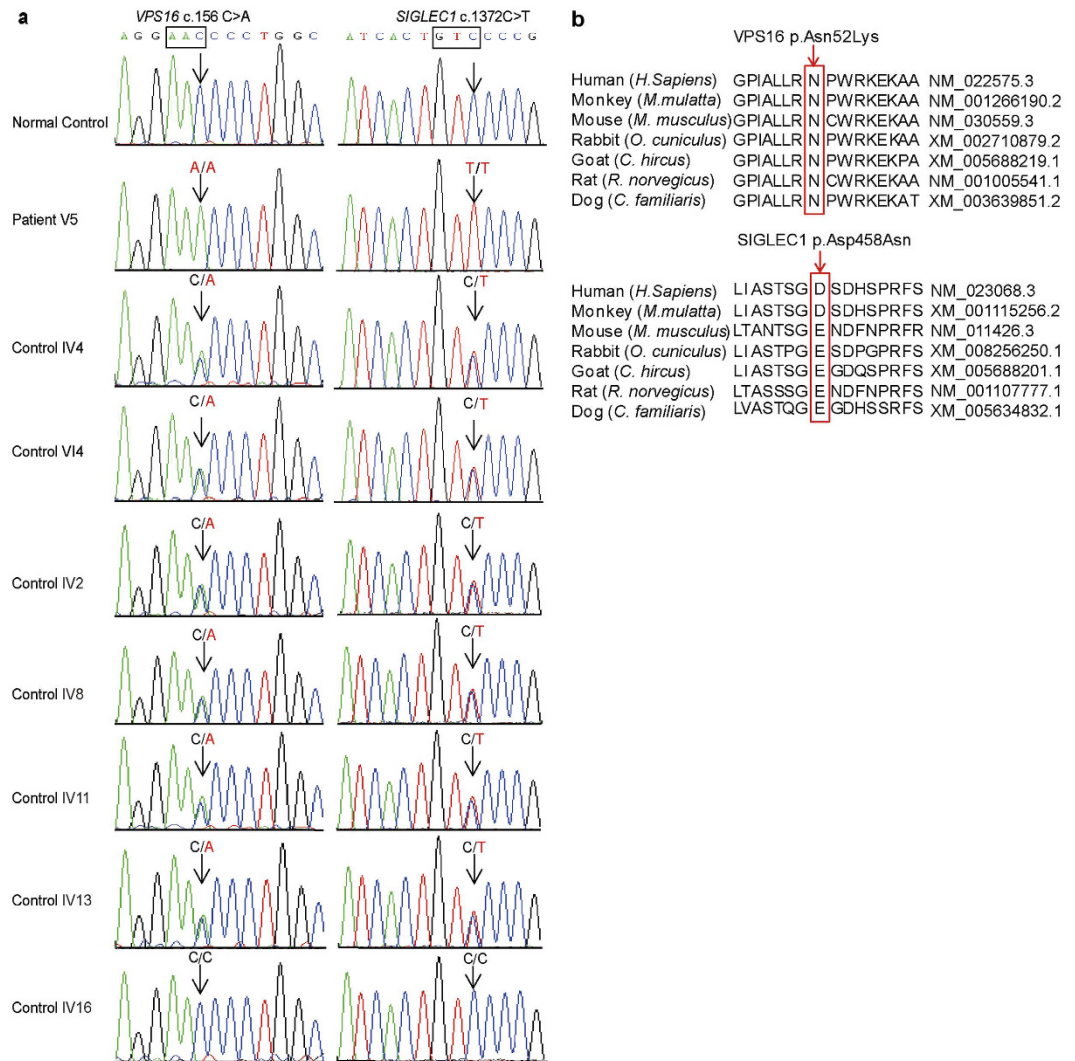 a
VPS16 c.156 C>A SIGLEC1 c.1372C>T
A G G A A C C C C T G G C A T C A C T G T C C C C G
Normal Control
A/A T/T
Patient V5
C/A C/T
Control IV4
C/A C/T
Control VI4
C/A C/T
Control IV2
C/A C/T
Control IV8
C/A C/T
Control IV11
C/A C/T
Control IV13
C/C C/C
Control IV16
b
VPS16 p.Asn52Lys
Human (H.Sapiens) GPIALLR N PWRKEKAA NM_022575.3
Monkey (M.mulatta) GPIALLR N PWRKEKAA NM_001266190.2
Mouse (M. musculus) GPIALLR N CWRKEKAA NM_030559.3
Rabbit (O. cuniculus) GPIALLR N PWRKEKAA XM_002710879.2
Goat (C. hircus) GPIALLR N PWRKEKPA XM_005688219.1
Rat (R. norvegicus) GPIALLR N CWRKEKAA NM_001005541.1
Dog (C. familiaris) GPIALLR N PWRKEKAT XM_003639851.2
SIGLEC1 p.Asp458Asn
Human (H.Sapiens) LIASTSG D SDHSPRFS NM_023068.3
Monkey (M.mulatta) LIASTSG D SDHSPRFS XM_001115256.2
Mouse (M. musculus) LTANTSG E NDFNPRFR NM_011426.3
Rabbit (O. cuniculus) LIASTPG E SDPGPRFS XM_008256250.1
Goat (C. hircus) LIASTSG E GDQSPRFS XM_005688201.1
Rat (R. norvegicus) LTASSSG E NDFNPRFS NM_001107777.1
Dog (C. familiaris) LVASTQG E GDHSSRFS XM_005634832.1